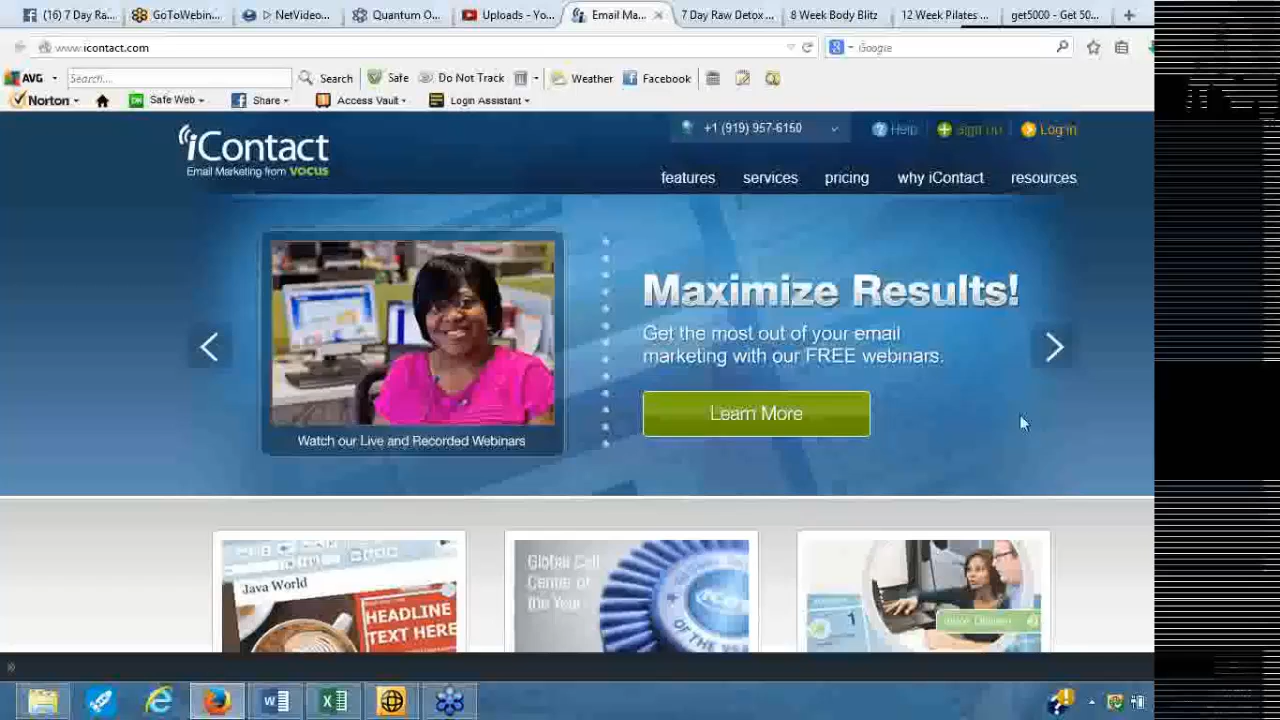 (16) 7 Day Ra... GoToWebin... NetVideo... Quantum O... Uploads - Yo... Email Ma... 7 Day Raw Detox ... 8 Week Body Blitz 12 Week Pilates ... get5000 - Get 50...
www.icontact.com
Google
AVG Search... Search Safe Do Not Track Weather Facebook
Norton Safe Web Share Access Vault Login Assistant
iContact
Email Marketing from Vocus
+1 (919) 957-6160 Help Sign Up Log in
features services pricing why iContact resources
Maximize Results!
Get the most out of your email
marketing with our FREE webinars.
Learn More
Watch our Live and Recorded Webinars
Java World
HEADLINE
TEXT HERE
Global Call
Center of
the Year
1